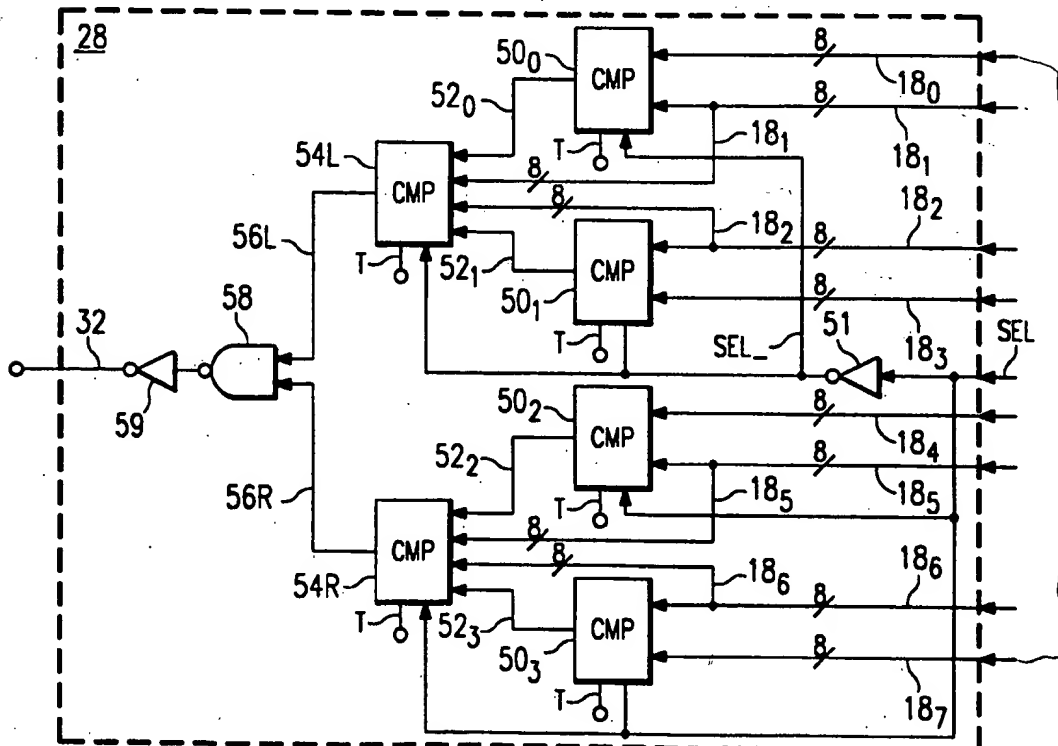 28
8
50₀
CMP
18₀
8
52₀
18₁
T
18₁
54L
8
CMP
8
8
18₂
56L
18₂
T
52₁
CMP
8
50₁
58
SEL_
51
18₃
SEL
32
T
59
50₂
8
CMP
18₄
52₂
8
56R
T
18₅
18₅
8
CMP
8
8
54R
18₆
18₆
T
52₃
CMP
8
50₃
T
18₇